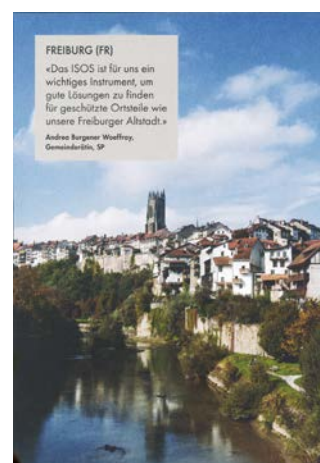 FREIBURG (FR)
«Das ISOS ist für uns ein
wichtiges Instrument, um
gute Lösungen zu finden
für geschützte Ortsteile wie
unsere Freiburger Altstadt.»
Andrea Burgener Woeffray,
Gemeinderätin, SP